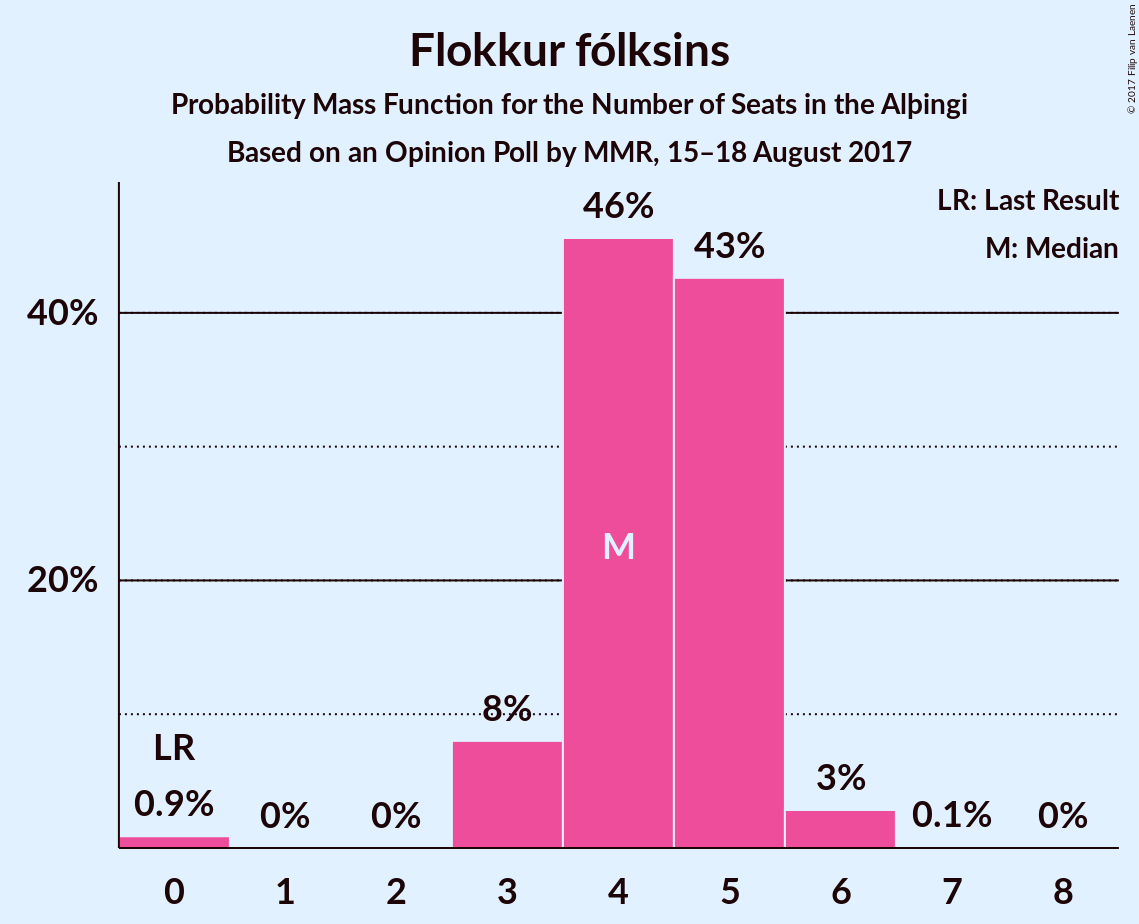 Flokkur fólksins
Probability Mass Function for the Number of Seats in the Alþingi
Based on an Opinion Poll by MMR, 15–18 August 2017
© 2017 Filip van Laenen
LR: Last Result
M: Median
46%
43%
40%
M
20%
8%
LR
0.9%
0%
0%
3%
0.1%
0%
0 1 2 3 4 5 6 7 8